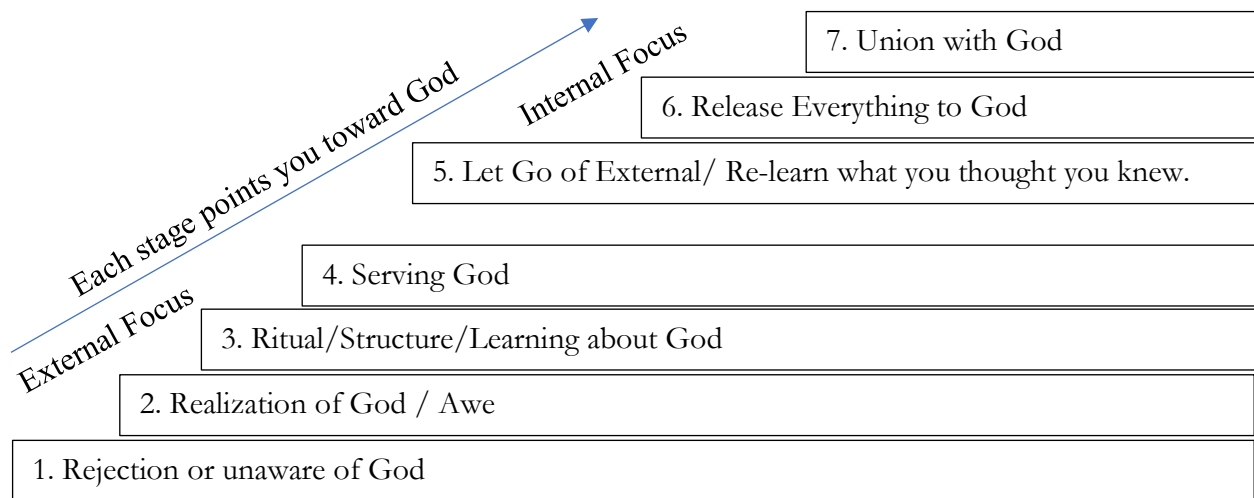 7. Union with God
Internal Focus
6. Release Everything to God
Each stage points you toward God
5. Let Go of External/ Re-learn what you thought you knew.
4. Serving God
External Focus
3. Ritual/Structure/Learning about God
2. Realization of God / Awe
1. Rejection or unaware of God